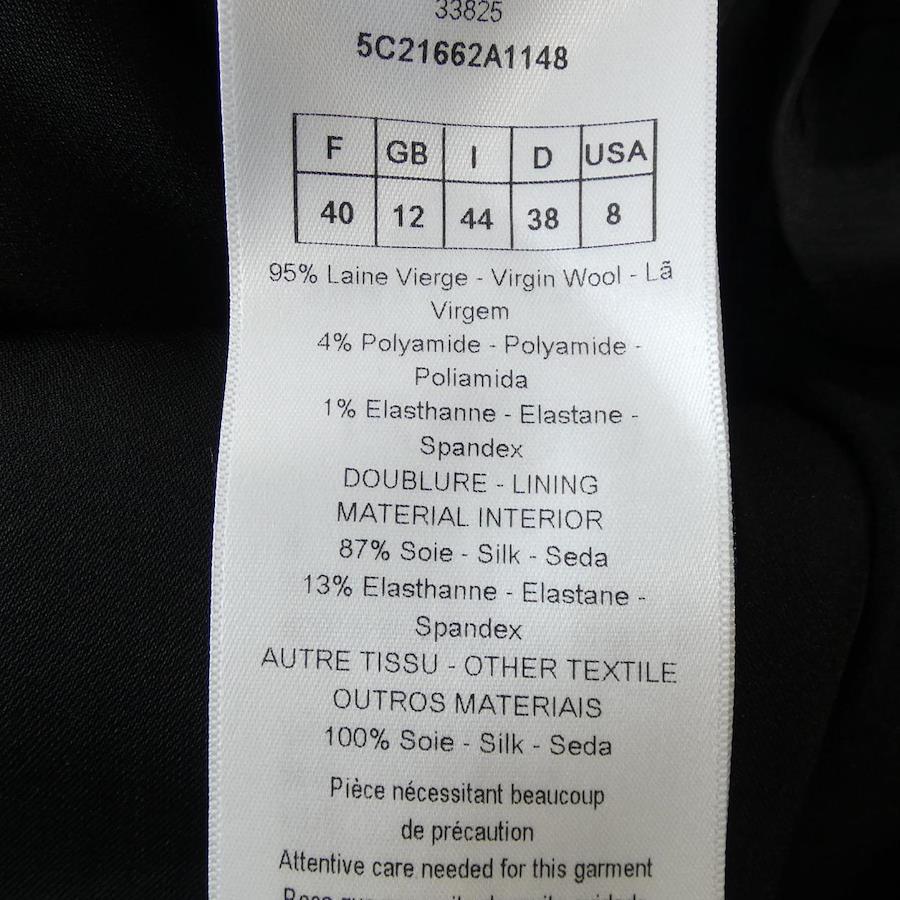 33825
5C21662A1148
F GB I D USA
40 12 44 38 8
95% Laine Vierge - Virgin Wool - Lã
Virgem
4% Polyamide - Polyamide -
Poliamida
1% Elasthanne - Elastane -
Spandex
DOUBLURE - LINING
MATERIAL INTERIOR
87% Soie - Silk - Seda
13% Elasthanne - Elastane -
Spandex
AUTRE TISSU - OTHER TEXTILE
OUTROS MATERIAIS
100% Soie - Silk - Seda
Pièce nécessitant beaucoup
de précaution
Attentive care needed for this garment